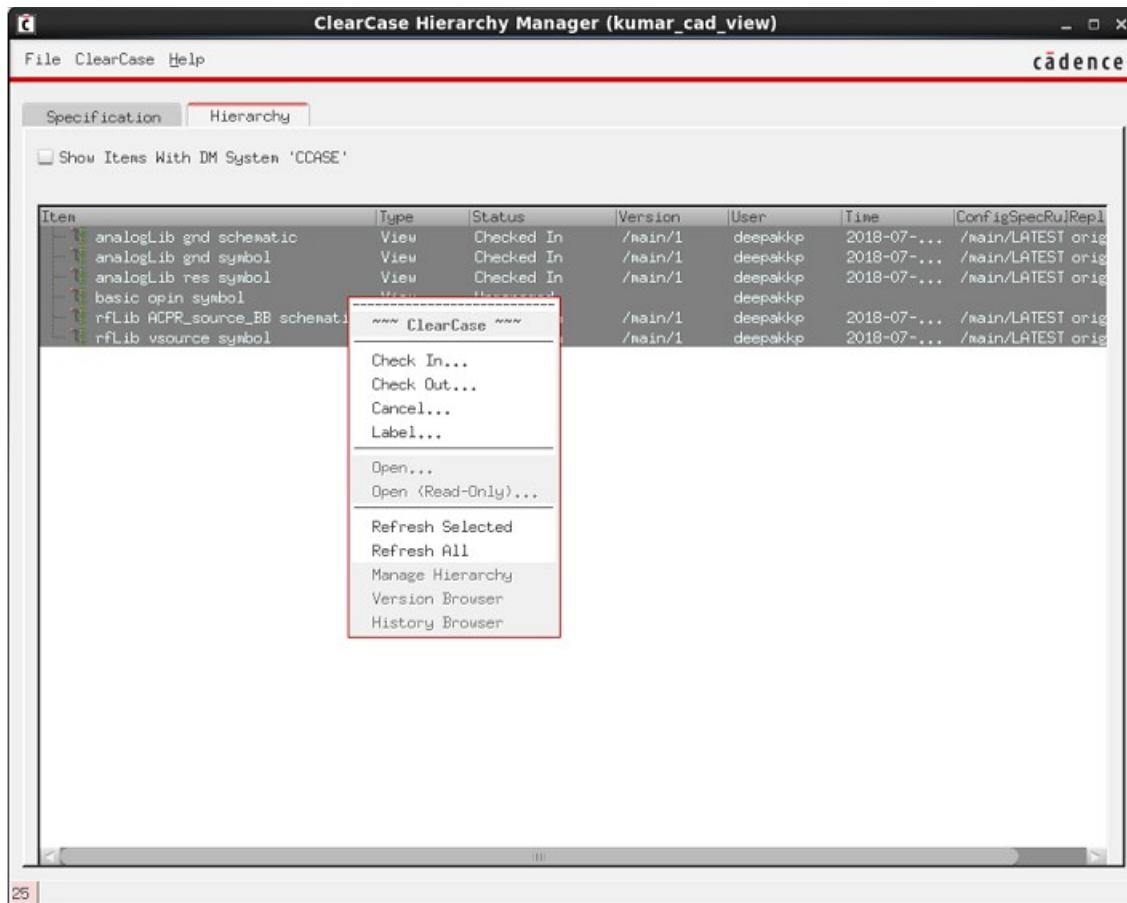 ClearCase Hierarchy Manager (kumar_cad_view)
File ClearCase Help
cādence
Specification Hierarchy
Show Items With DM System 'CCASE'
Item Type Status Version User Time ConfigSpecRu Repl
analogLib gnd schematic View Checked In /main/1 deepakkp 2018-07-... /main/LATEST orig
analogLib gnd symbol View Checked In /main/1 deepakkp 2018-07-... /main/LATEST orig
analogLib res symbol View Checked In /main/1 deepakkp 2018-07-... /main/LATEST orig
basic opin symbol deepakkp
rfLib ACPR_source_BB schemati /main/1 deepakkp 2018-07-... /main/LATEST orig
rfLib vsource symbol /main/1 deepakkp 2018-07-... /main/LATEST orig
~~~ ClearCase ~~~
Check In...
Check Out...
Cancel...
Label...
Open...
Open (Read-Only)...
Refresh Selected
Refresh All
Manage Hierarchy
Version Browser
History Browser
25